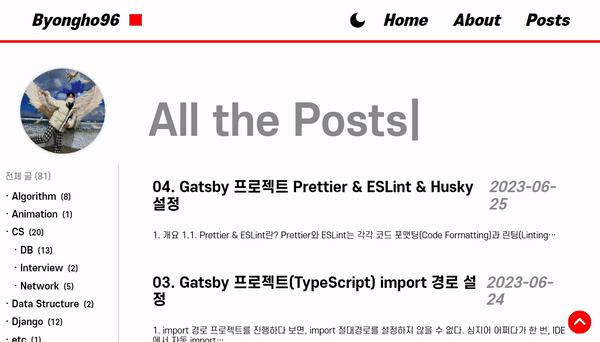 Byongho96
Home
About
Posts
All the Posts
전체 글 (81)
· Algorithm (8)
· Animation (1)
· CS (20)
· DB (13)
· Interview (2)
· Network (5)
· Data Structure (2)
· Django (12)
· etc (1)
04. Gatsby 프로젝트 Prettier & ESLint & Husky
설정
2023-06-
25
1. 개요 1.1. Prettier & ESLint란? Prettier와 ESLint는 각각 코드 포맷팅(Code Formatting)과 린팅(Linting…
03. Gatsby 프로젝트(TypeScript) import 경로 설
정
2023-06-
24
1. import 경로 프로젝트를 진행하다 보면, import 절대경로를 설정하지 않을 수 없다. 심지어 어쩌다가 한 번, IDE
에서 자동 import…